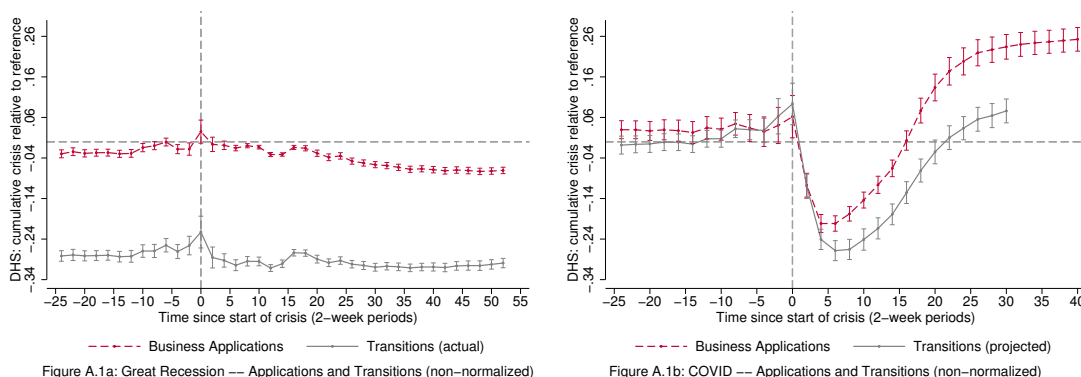 DHS: cumulative crisis relative to reference
.26
.16
.06
-.04
-.14
-.24
-.34
-25 -20 -15 -10 -5 0 5 10 15 20 25 30 35 40 45 50 55
Time since start of crisis (2-week periods)
Business Applications Transitions (actual)
Figure A.1a: Great Recession -- Applications and Transitions (non-normalized)
DHS: cumulative crisis relative to reference
.26
.16
.06
-.04
-.14
-.24
-.34
-25 -20 -15 -10 -5 0 5 10 15 20 25 30 35 40
Time since start of crisis (2-week periods)
Business Applications Transitions (projected)
Figure A.1b: COVID -- Applications and Transitions (non-normalized)